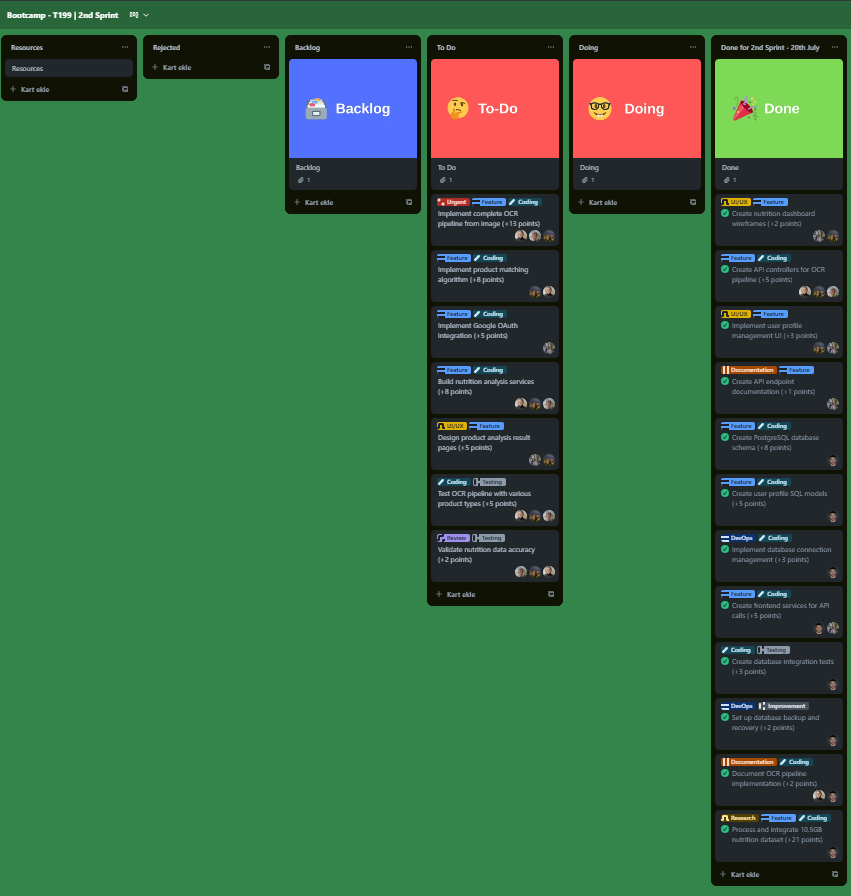 Bootcamp - T199 | 2nd Sprint
Resources
Resources
Kart ekle
Rejected
Kart ekle
Backlog
Backlog
Backlog
1
Kart ekle
To Do
To-Do
To Do
1
Urgent Feature Coding
Implement complete OCR
pipeline from image (+13 points)
Feature Coding
Implement product matching
algorithm (+8 points)
Feature Coding
Implement Google OAuth
integration (+5 points)
Feature Coding
Build nutrition analysis services
(+8 points)
UI/UX Feature
Design product analysis result
pages (+5 points)
Coding Testing
Test OCR pipeline with various
product types (+5 points)
Review Testing
Validate nutrition data accuracy
(+2 points)
Kart ekle
Doing
Doing
Doing
1
Kart ekle
Done for 2nd Sprint - 20th July
Done
Done
1
UI/UX Feature
Create nutrition dashboard
wireframes (+2 points)
Feature Coding
Create API controllers for OCR
pipeline (+5 points)
UI/UX Feature
Implement user profile
management UI (+3 points)
Documentation Feature
Create API endpoint
documentation (+1 points)
Feature Coding
Create PostgreSQL database
schema (+8 points)
Feature Coding
Create user profile SQL models
(+5 points)
DevOps Coding
Implement database connection
management (+3 points)
Feature Coding
Create frontend services for API
calls (+5 points)
Coding Testing
Create database integration tests
(+3 points)
DevOps Improvement
Set up database backup and
recovery (+2 points)
Documentation Coding
Document OCR pipeline
implementation (+2 points)
Research Feature Coding
Process and integrate 10.5GB
nutrition dataset (+21 points)
Kart ekle